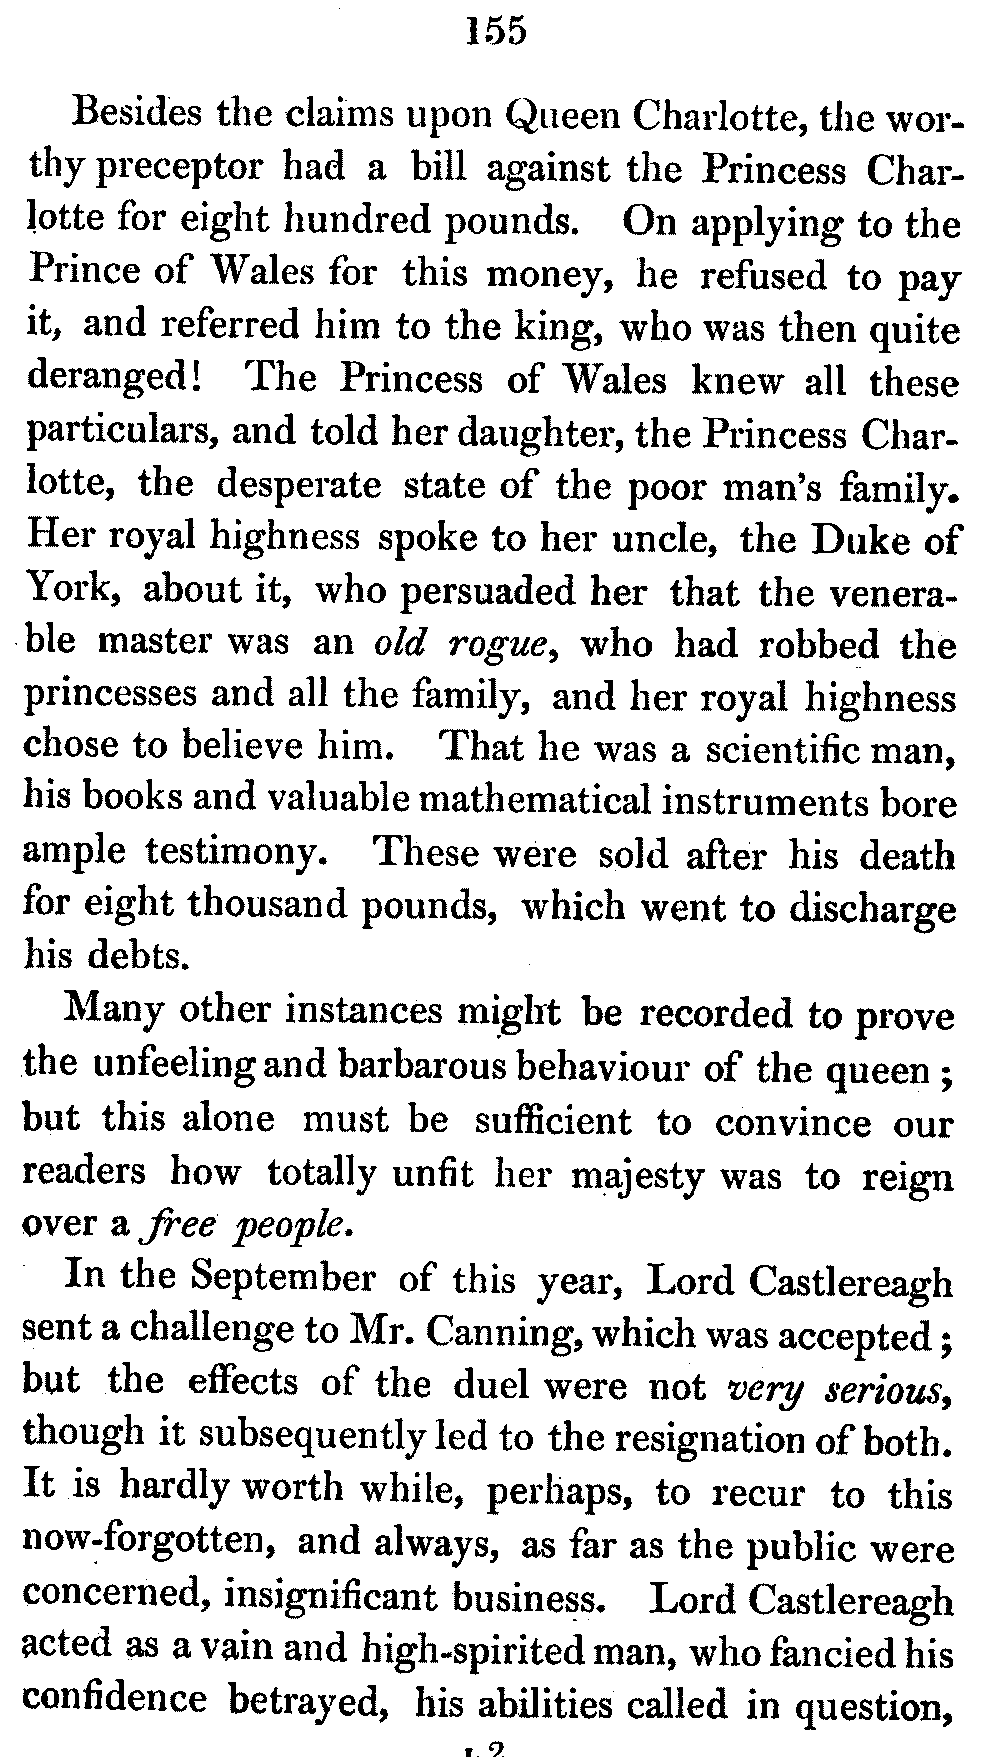 155
Besides the claims upon Queen Charlotte, the wor-
thy preceptor had a bill against the Princess Char-
lotte for eight hundred pounds. On applying to the
Prince of Wales for this money, he refused to pay
it, and referred him to the king, who was then quite
deranged! The Princess of Wales knew all these
particulars, and told her daughter, the Princess Char-
lotte, the desperate state of the poor man's family.
Her royal highness spoke to her uncle, the Duke of
York, about it, who persuaded her that the venera-
ble master was an old rogue, who had robbed the
princesses and all the family, and her royal highness
chose to believe him. That he was a scientific man,
his books and valuable mathematical instruments bore
ample testimony. These were sold after his death
for eight thousand pounds, which went to discharge
his debts.
Many other instances might be recorded to prove
the unfeeling and barbarous behaviour of the queen;
but this alone must be sufficient to convince our
readers how totally unfit her majesty was to reign
over a free people.
In the September of this year, Lord Castlereagh
sent a challenge to Mr. Canning, which was accepted;
but the effects of the duel were not very serious,
though it subsequently led to the resignation of both.
It is hardly worth while, perhaps, to recur to this
now-forgotten, and always, as far as the public were
concerned, insignificant business. Lord Castlereagh
acted as a vain and high-spirited man, who fancied his
confidence betrayed, his abilities called in question,
L 2